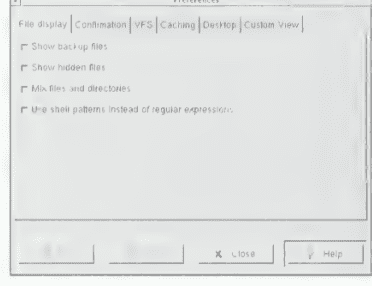 Preferences
File display Confirmation VFS Caching Desktop Custom View
Show backup files
Show hidden files
Mix files and directories
Use shell patterns instead of regular expressions
Close Help